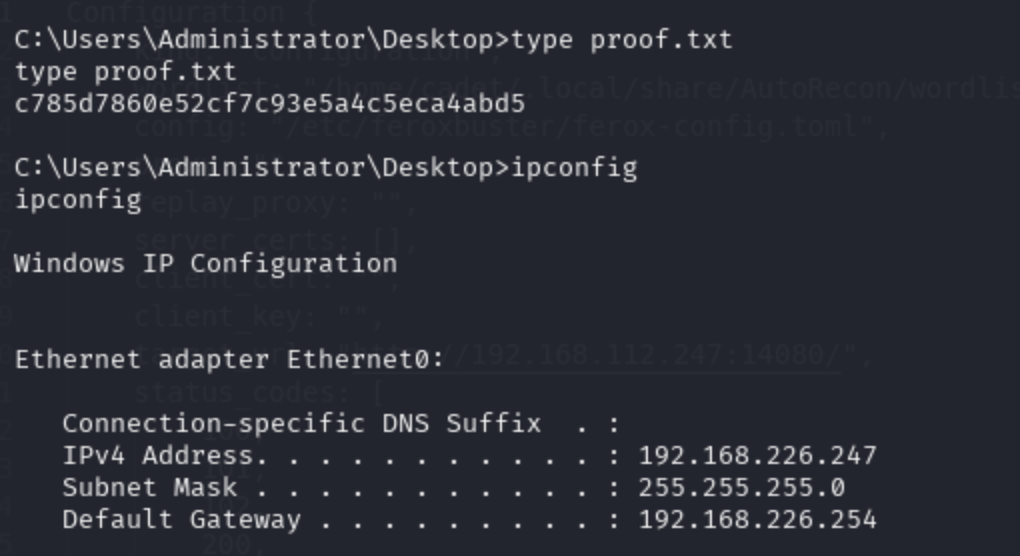 C:\Users\Administrator\Desktop>type proof.txt
type proof.txt
c785d7860e52cf7c93e5a4c5eca4abd5
C:\Users\Administrator\Desktop>ipconfig
ipconfig
Windows IP Configuration
Ethernet adapter Ethernet0:
Connection-specific DNS Suffix  . :
IPv4 Address. . . . . . . . . . . : 192.168.226.247
Subnet Mask . . . . . . . . . . . : 255.255.255.0
Default Gateway . . . . . . . . . : 192.168.226.254